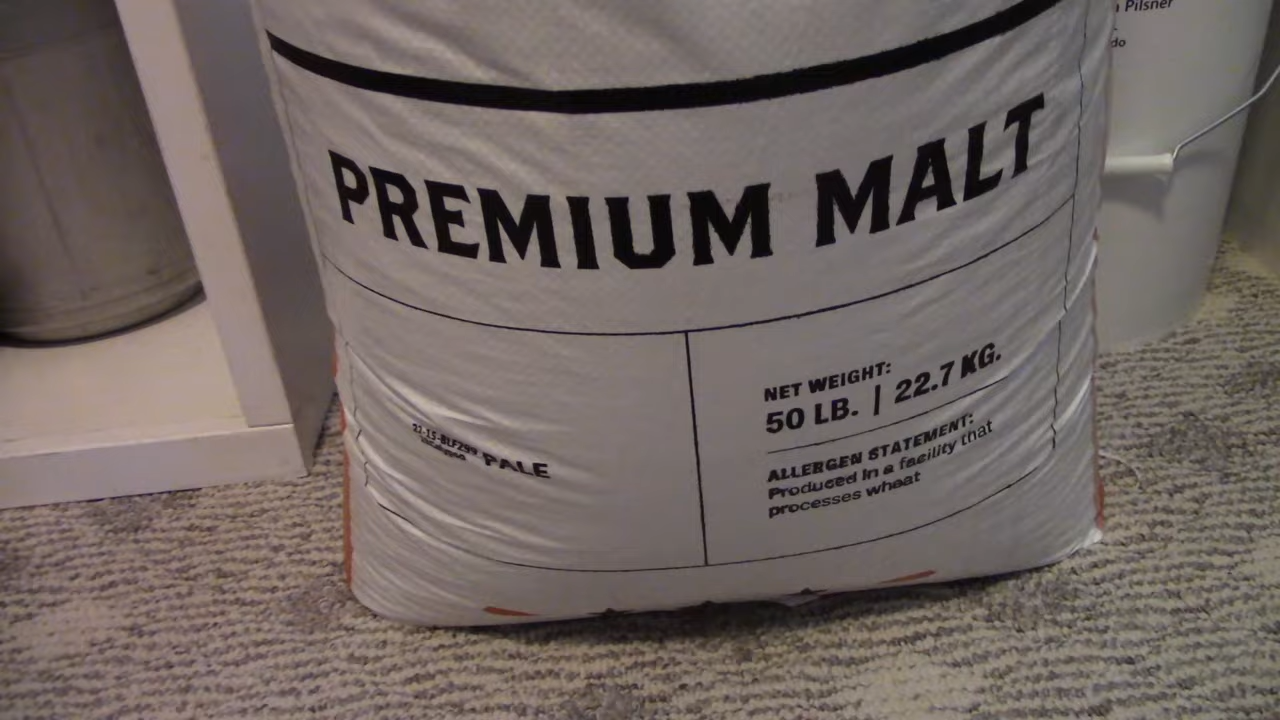 PREMIUM MALT
NET WEIGHT:
50 LB. | 22.7 KG.
ALLERGEN STATEMENT:
Produced in a facility that
processes wheat
PALE
Pilsner